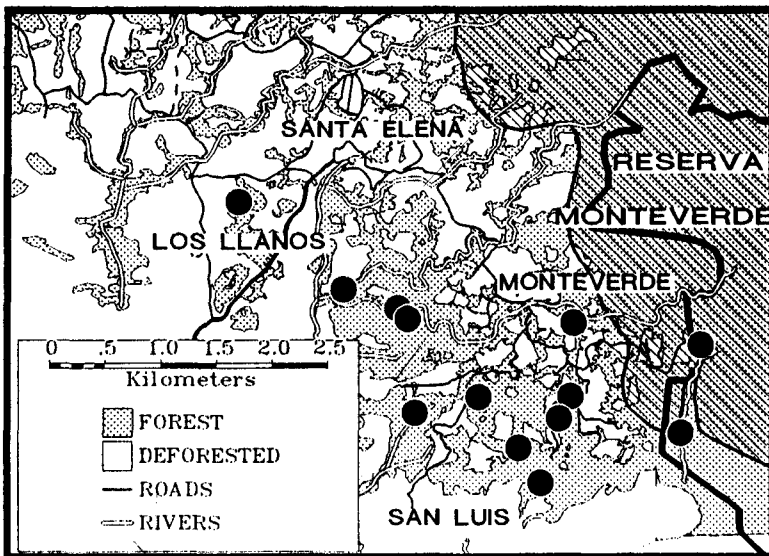 SANTA ELENA
RESERVA
MONTEVERDE
LOS LLANOS
MONTEVERDE
0 .5 1.0 1.5 2.0 2.5
Kilometers
FOREST
DEFORESTED
ROADS
RIVERS
SAN LUIS